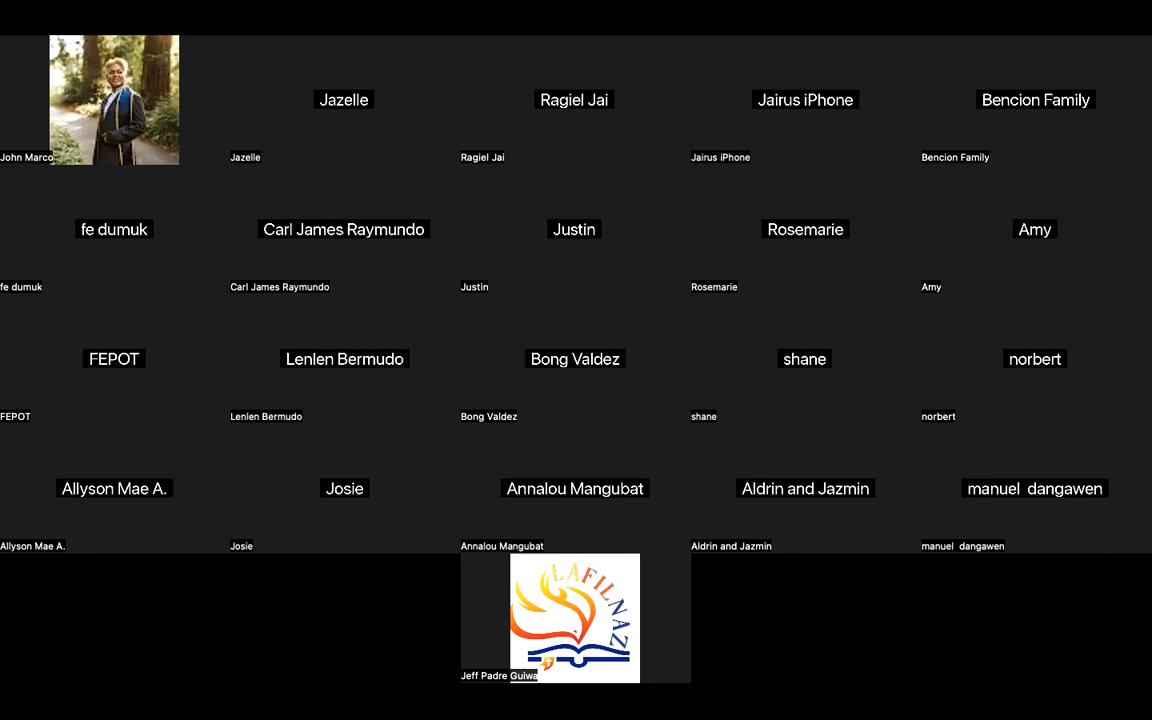 John Marco
Jazelle
Jazelle
Ragiel Jai
Ragiel Jai
Jairus iPhone
Jairus iPhone
Bencion Family
Bencion Family
fe dumuk
fe dumuk
Carl James Raymundo
Carl James Raymundo
Justin
Justin
Rosemarie
Rosemarie
Amy
Amy
FEPOT
FEPOT
Lenlen Bermudo
Lenlen Bermudo
Bong Valdez
Bong Valdez
shane
shane
norbert
norbert
Allyson Mae A.
Allyson Mae A.
Josie
Josie
Annalou Mangubat
Annalou Mangubat
Aldrin and Jazmin
Aldrin and Jazmin
manuel dangawen
manuel dangawen
LAFILNAZ
Jeff Padre Guiwa